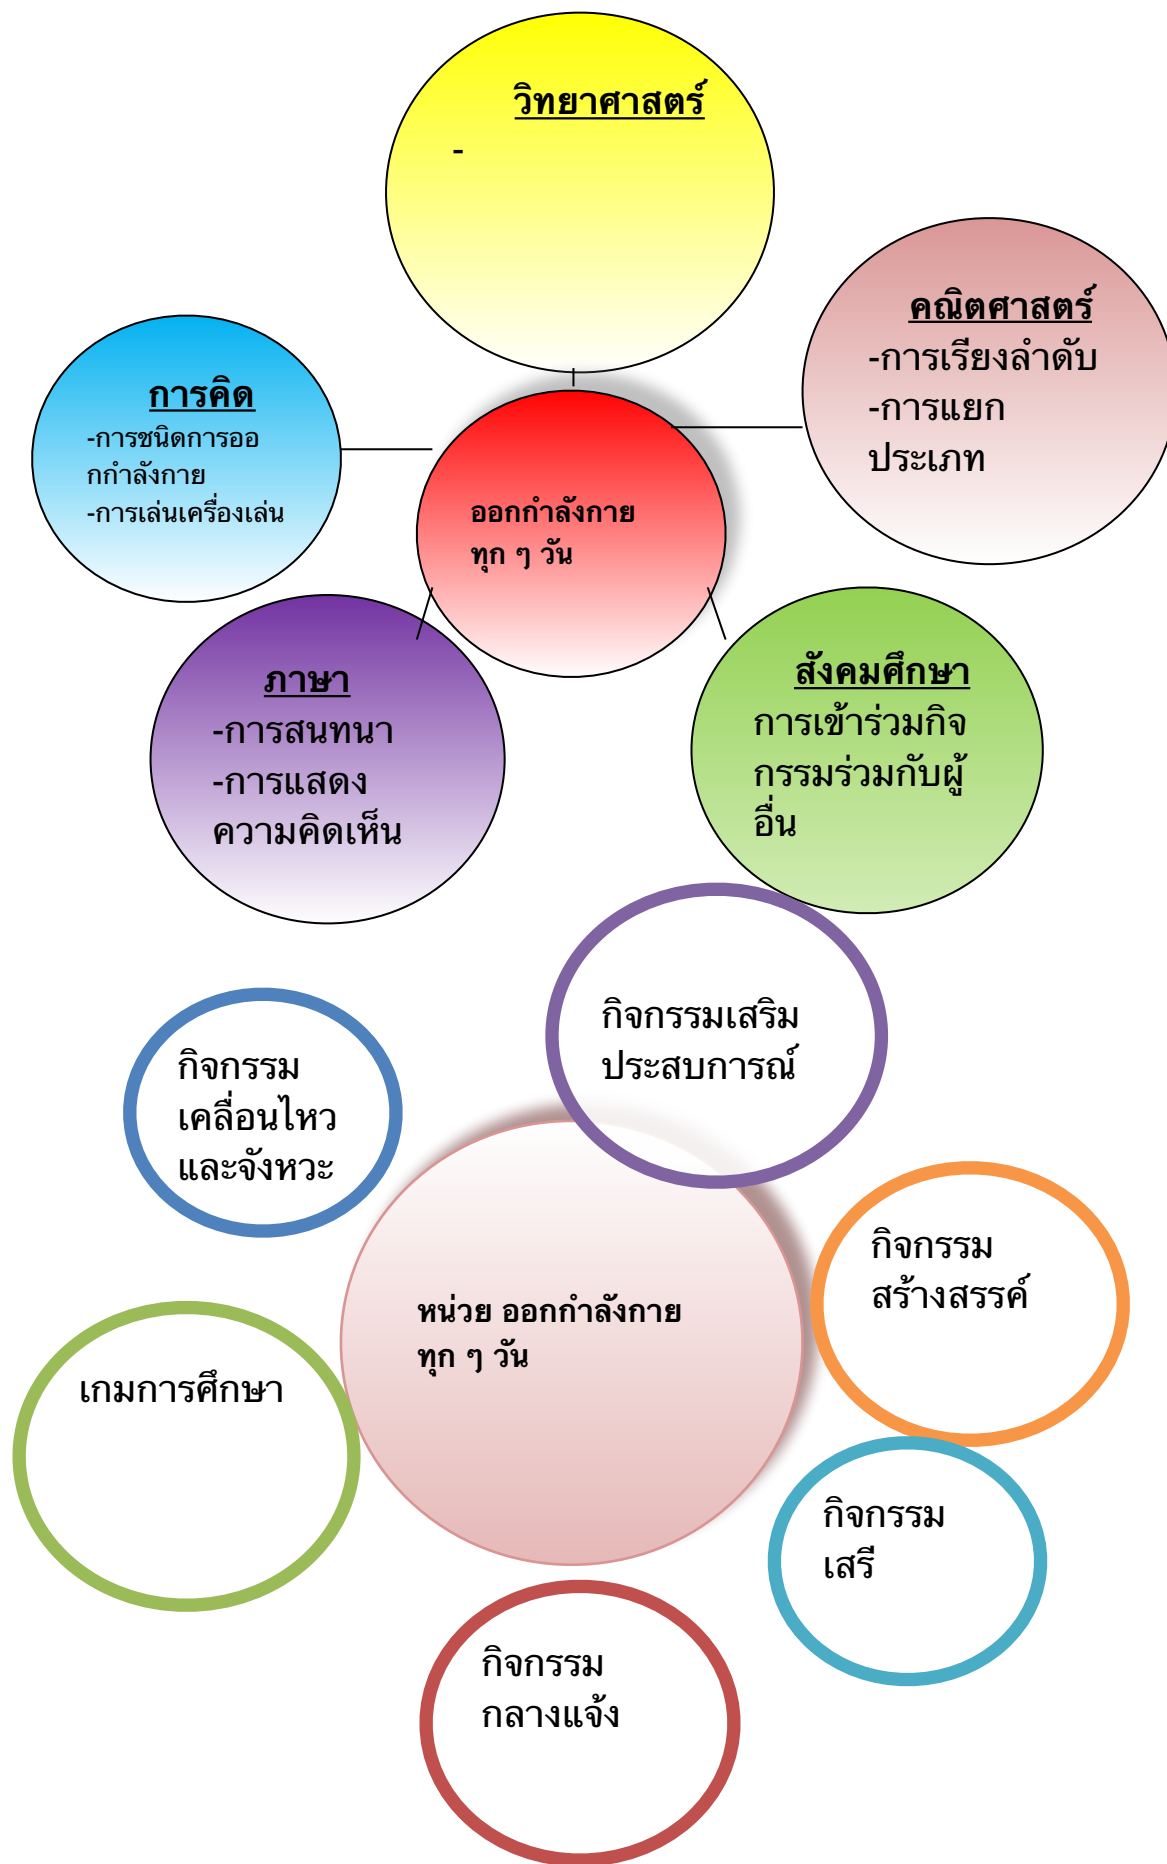 วิทยาศาสตร์
-
คณิตศาสตร์
-การเรียงลำดับ
-การแยก
ประเภท
การคิด
-การชนิดการออ
กกำลังกาย
-การเล่นเครื่องเล่น
ออกกำลังกาย
ทุก ๆ วัน
ภาษา
-การสนทนา
-การแสดง
ความคิดเห็น
สังคมศึกษา
การเข้าร่วมกิจ
กรรมร่วมกับผู้
อื่น
กิจกรรมเสริม
ประสบการณ์
กิจกรรม
เคลื่อนไหว
และจังหวะ
กิจกรรม
สร้างสรรค์
หน่วย ออกกำลังกาย
ทุก ๆ วัน
เกมการศึกษา
กิจกรรม
เสรี
กิจกรรม
กลางแจ้ง